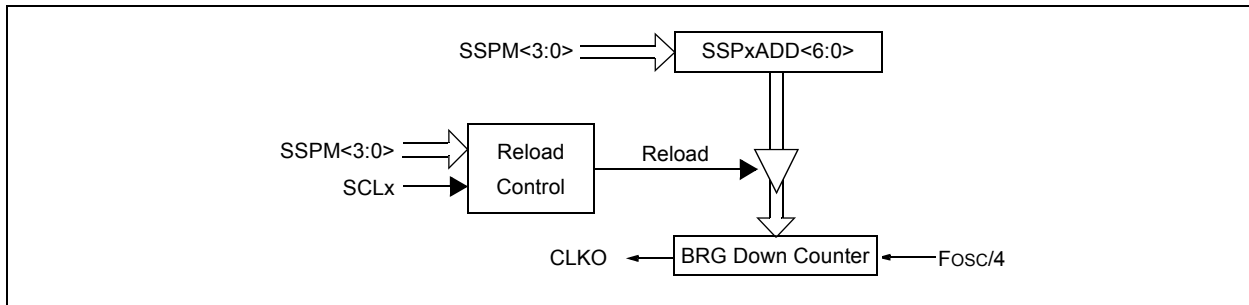 SSPM<3:0>
SSPxADD<6:0>
SSPM<3:0>
SCLx
Reload
Control
Reload
CLKO
BRG Down Counter
FOSC/4